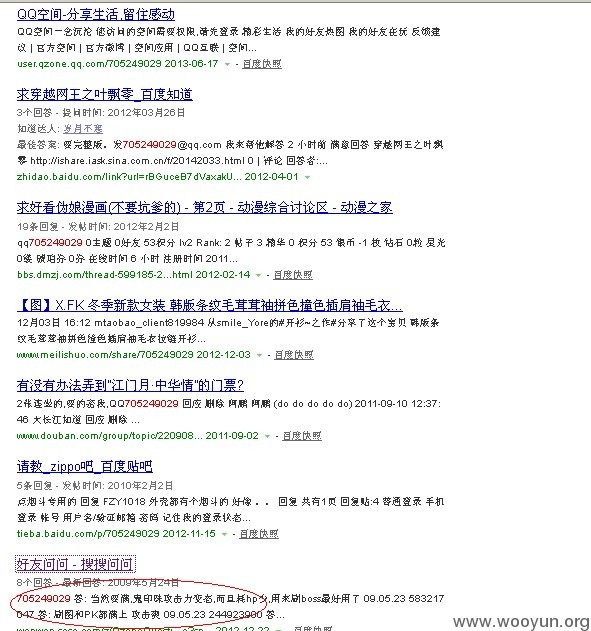 QQ空间-分享生活,留住感动
QQ空间一名沉沦 您访问的空间需要权限,请先登录 精彩生活 我的好友热图 我的好友在玩 反馈建
议 | 官方空间 | 官方微博 | 空间应用 | QQ互联 | 空间...
user.qzone.qq.com/705249029 2013-06-17 - 百度快照
求穿越网王之叶飘零_百度知道
3个回答 - 提问时间: 2012年03月26日
知道达人: 岁月不寒
最佳答案: 要完整版。发705249029@qq.com 我来帮他解答 2 小时前 满意回答 穿越网王之叶飘
零 http://ishare.iask.sina.com.cn/f/20142033.html 0 | 评论 回答者:...
zhidao.baidu.com/link?url=rBGuceB7dVaxakU... 2012-04-01
求好看伪娘漫画(不要坑爹的) - 第2页 - 动漫综合讨论区 - 动漫之家
19条回复 - 发帖时间: 2012年2月2日
qq705249029 0主题 0好友 53积分 lv2 Rank: 2 帖子 3 精华 0 积分 53 银币 -1 枚 钻石 0粒 星光
0缕 琥珀分 0分 在线时间 6 小时 注册时间 2011...
bbs.dmzj.com/thread-599185-2...html 2012-02-14 - 百度快照
【图】X.FK 冬季新款女装 韩版条纹毛茸茸袖拼色撞色插肩袖毛衣...
12月03日 16:12 mtaobao_client819984 从smile_Yore的#开衫~之作#分享了这个宝贝 韩版条
纹毛茸茸袖拼色撞色插肩袖毛衣拉链开衫...
www.meilishuo.com/share/705249029 2012-12-03 - 百度快照
有没有办法弄到"江门月·中华情"的门票?
2张连坐的,要的密我,QQ705249029 回应 删除 阿鹏 阿鹏 (do do do do do) 2011-09-10 12:37:
46 大长江知道 回应 删除 ...
www.douban.com/group/topic/220908... 2011-09-02 - 百度快照
请教_zippo吧_百度贴吧
5条回复 - 发帖时间: 2010年2月2日
点烟斗专用的 回复 FZY1018 外壳都有个烟斗的 好像 。。 回复 共有1页 回复贴:4 普通登录 手机
登录 帐号 用户名/验证邮箱 密码 记住我的登录状态...
tieba.baidu.com/p/705249029 2012-11-15 - 百度快照
好友问问 - 搜搜问问
8个回答 - 最新回答: 2009年5月24日
705249029 答: 当然要满,鬼印珠攻击力变态,而且耗hp少,用来刷boss最好用了 09.05.23 583217
047 答: 刷图和PK都满上 攻击爽 09.05.23 244923900 答:...
www.wooyun.org